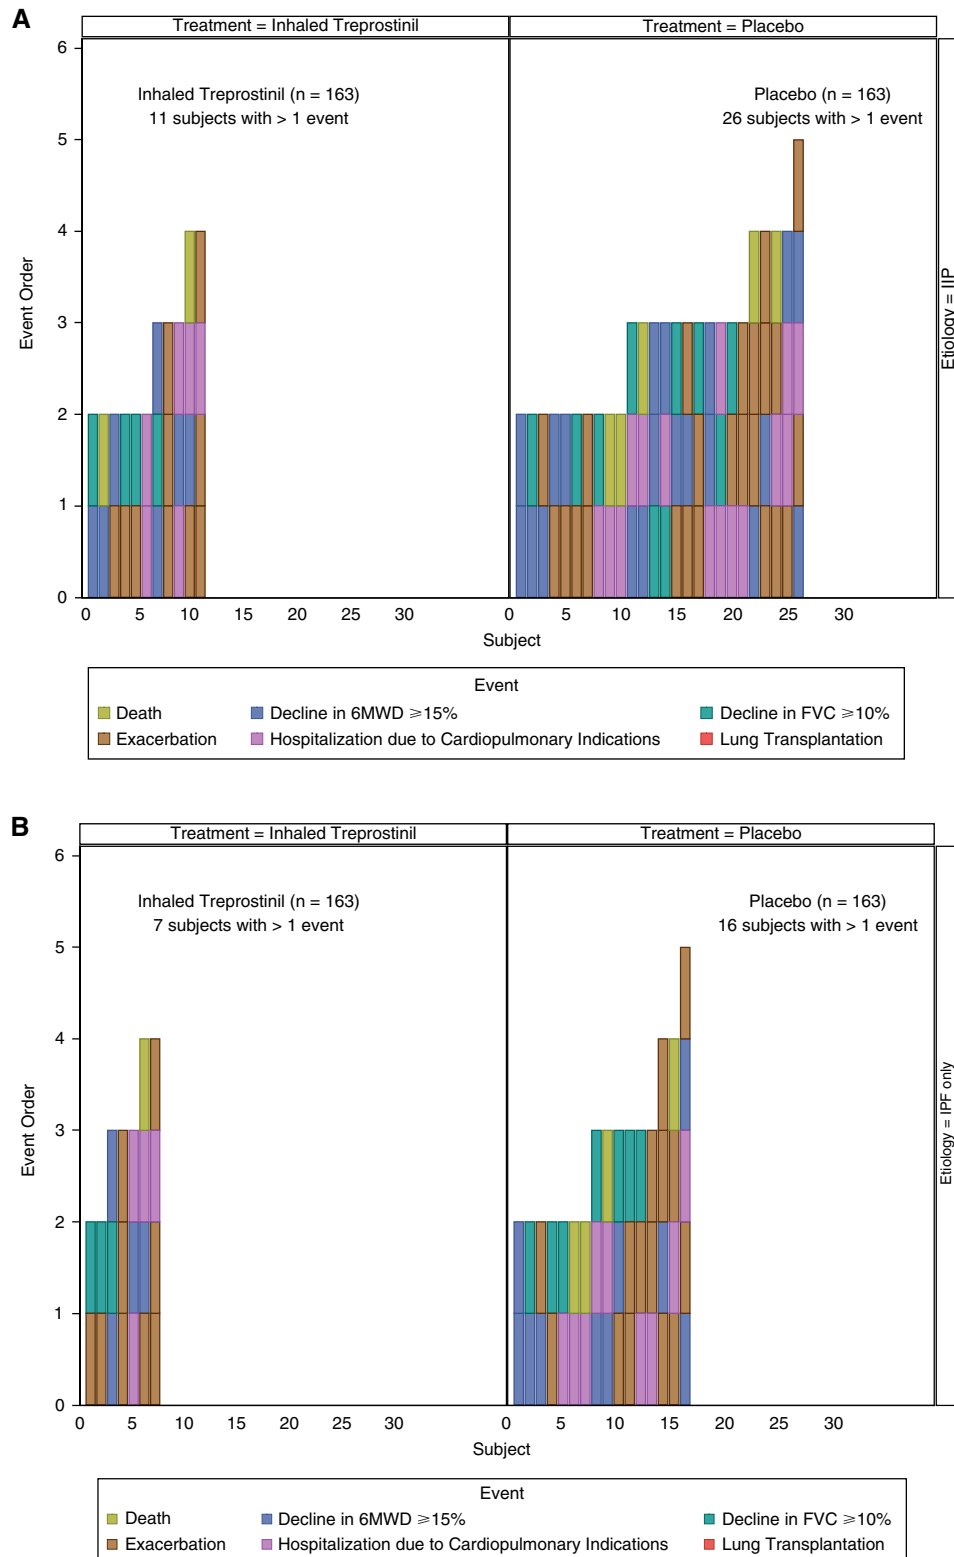 A
Treatment = Inhaled Treprostinil
Treatment = Placebo
6
5
4
3
2
1
0
Event Order
Inhaled Treprostinil (n = 163)
11 subjects with > 1 event
Placebo (n = 163)
26 subjects with > 1 event
Etiology = IIP
0 5 10 15 20 25 30
0 5 10 15 20 25 30
Subject
Event
Death
Decline in 6MWD ⩾15%
Decline in FVC ⩾10%
Exacerbation
Hospitalization due to Cardiopulmonary Indications
Lung Transplantation
B
Treatment = Inhaled Treprostinil
Treatment = Placebo
6
5
4
3
2
1
0
Event Order
Inhaled Treprostinil (n = 163)
7 subjects with > 1 event
Placebo (n = 163)
16 subjects with > 1 event
Etiology = IPF only
0 5 10 15 20 25 30
0 5 10 15 20 25 30
Subject
Event
Death
Decline in 6MWD ⩾15%
Decline in FVC ⩾10%
Exacerbation
Hospitalization due to Cardiopulmonary Indications
Lung Transplantation